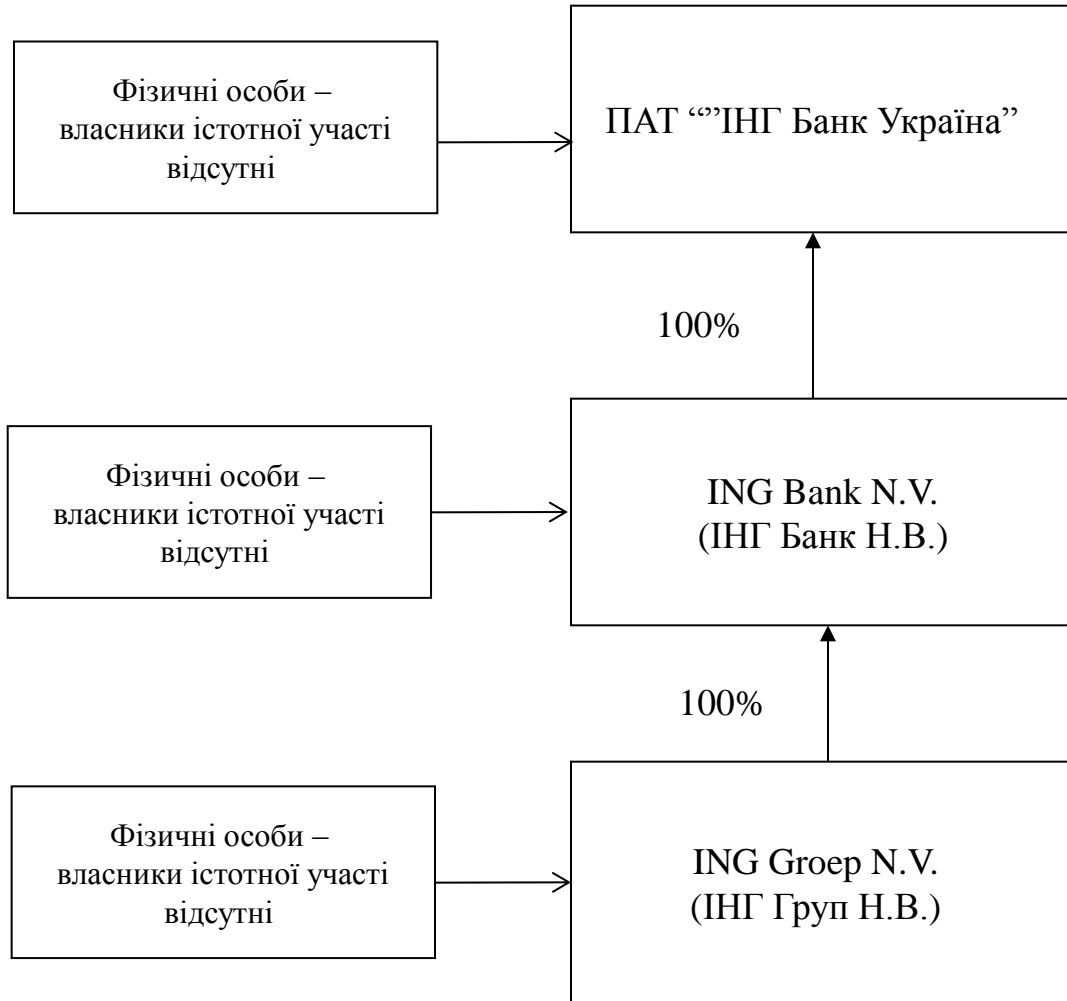 Фізичні особи –
власники істотної участі
відсутні
ПАТ “”ІНГ Банк Україна”
100%
Фізичні особи –
власники істотної участі
відсутні
ING Bank N.V.
(ІНГ Банк Н.В.)
100%
Фізичні особи –
власники істотної участі
відсутні
ING Groep N.V.
(ІНГ Груп Н.В.)